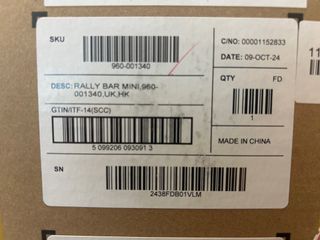 SKU
960-001340
C/NO: 00001152833
DATE: 09-OCT-24
DESC: RALLY BAR MINI,960-
001340,UK,HK
QTY FD
1
GTIN/ITF-14(SCC)
5 099206 093091 3
MADE IN CHINA
SN
2438FDB01VLM
11